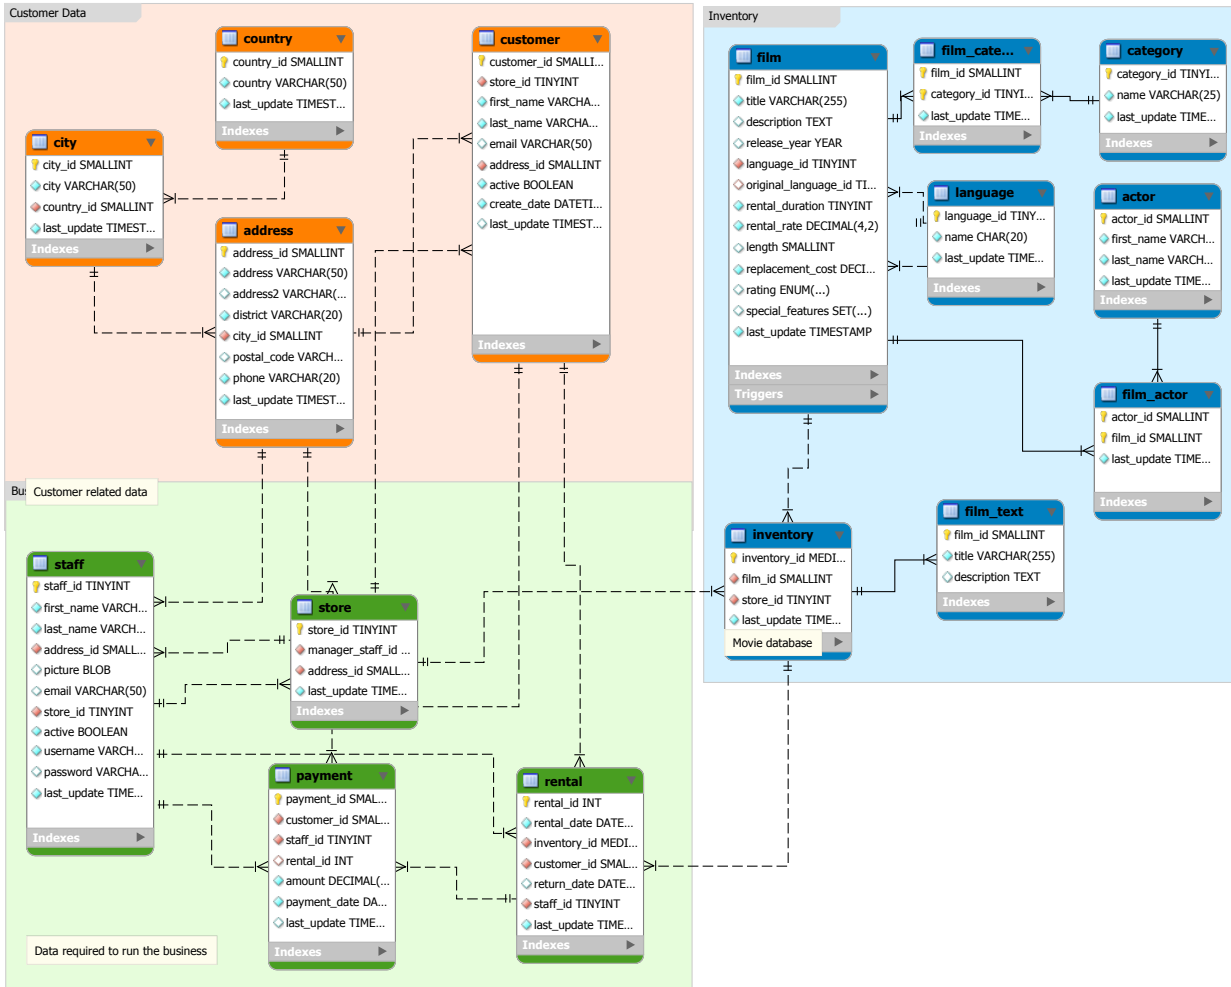 Customer Data
country
country_id SMALLINT
country VARCHAR(50)
last_update TIMEST...
Indexes
customer
customer_id SMALLI...
store_id TINYINT
first_name VARCHA...
last_name VARCHA...
email VARCHAR(50)
address_id SMALLINT
active BOOLEAN
create_date DATETI...
last_update TIMEST...
Indexes
city
city_id SMALLINT
city VARCHAR(50)
country_id SMALLINT
last_update TIMEST...
Indexes
address
address_id SMALLINT
address VARCHAR(50)
address2 VARCHAR(...
district VARCHAR(20)
city_id SMALLINT
postal_code VARCH...
phone VARCHAR(20)
last_update TIMEST...
Indexes
Customer related data
Inventory
film
film_id SMALLINT
title VARCHAR(255)
description TEXT
release_year YEAR
language_id TINYINT
original_language_id TI...
rental_duration TINYINT
rental_rate DECIMAL(4,2)
length SMALLINT
replacement_cost DECI...
rating ENUM(...)
special_features SET(...)
last_update TIMESTAMP
Indexes
Triggers
film_cate...
film_id SMALLINT
category_id TINYI...
last_update TIME...
Indexes
category
category_id TINYI...
name VARCHAR(25)
last_update TIME...
Indexes
language
language_id TINY...
name CHAR(20)
last_update TIME...
Indexes
actor
actor_id SMALLINT
first_name VARCH...
last_name VARCH...
last_update TIME...
Indexes
film_actor
actor_id SMALLINT
film_id SMALLINT
last_update TIME...
Indexes
inventory
inventory_id MEDI...
film_id SMALLINT
store_id TINYINT
last_update TIME...
Movie database
film_text
film_id SMALLINT
title VARCHAR(255)
description TEXT
Indexes
staff
staff_id TINYINT
first_name VARCH...
last_name VARCH...
address_id SMALL...
picture BLOB
email VARCHAR(50)
store_id TINYINT
active BOOLEAN
username VARCH...
password VARCHA...
last_update TIME...
Indexes
store
store_id TINYINT
manager_staff_id ...
address_id SMALL...
last_update TIME...
Indexes
payment
payment_id SMAL...
customer_id SMAL...
staff_id TINYINT
rental_id INT
amount DECIMAL(...
payment_date DA...
last_update TIME...
Indexes
rental
rental_id INT
rental_date DATE...
inventory_id MEDI...
customer_id SMAL...
return_date DATE...
staff_id TINYINT
last_update TIME...
Indexes
Data required to run the business